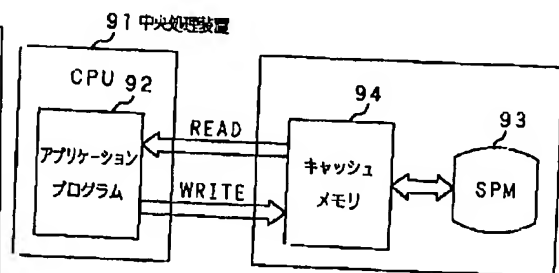 91 中央処理装置
CPU
92
アプリケーション
プログラム
READ
WRITE
94
キャッシュ
メモリ
93
SPM